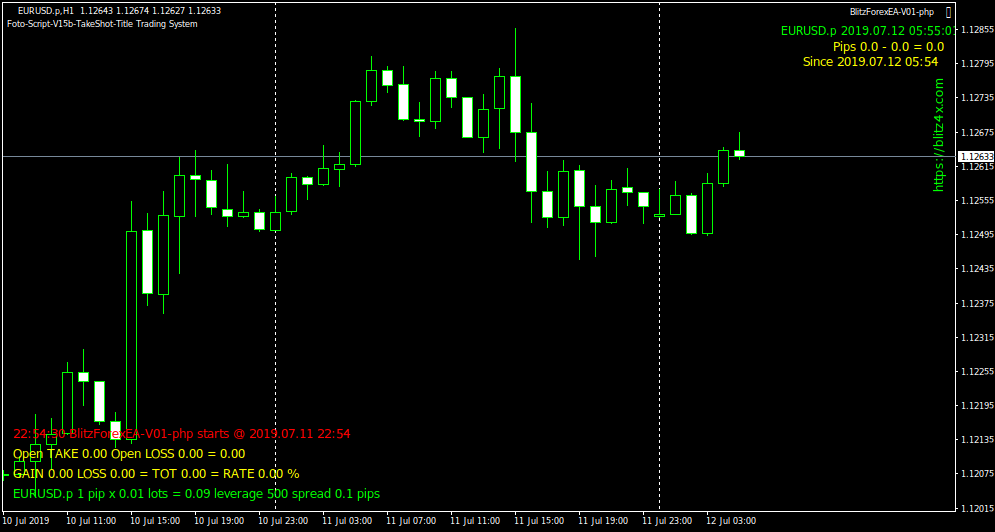 EURUSD.p,H1 1.12643 1.12674 1.12627 1.12633
BlitzForexEA-V01-php
Foto-Script-V15b-TakeShot-Title Trading System
EURUSD.p 2019.07.12 05:55:01
Pips 0.0 - 0.0 = 0.0
Since 2019.07.12 05:54
https://blitz4x.com
1.12855
1.12795
1.12735
1.12675
1.12633
1.12615
1.12555
1.12495
1.12435
1.12375
1.12315
1.12255
1.12195
1.12135
1.12075
1.12015
22:54:30-BlitzForexEA-V01-php starts @ 2019.07.11 22:54
Open TAKE 0.00 Open LOSS 0.00 = 0.00
GAIN 0.00 LOSS 0.00 = TOT 0.00 = RATE 0.00 %
EURUSD.p 1 pip x 0.01 lots = 0.09 leverage 500 spread 0.1 pips
10 Jul 2019 10 Jul 11:00 10 Jul 15:00 10 Jul 19:00 10 Jul 23:00 11 Jul 03:00 11 Jul 07:00 11 Jul 11:00 11 Jul 15:00 11 Jul 19:00 11 Jul 23:00 12 Jul 03:00